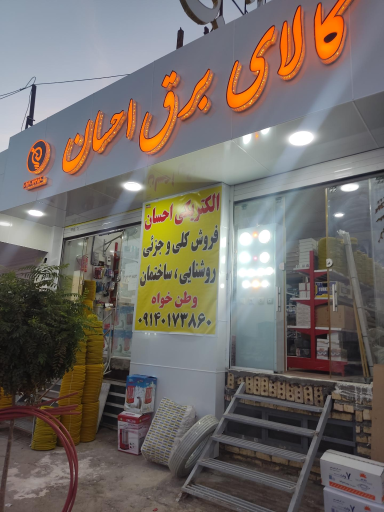 کالای برق احسان
الکتریکی احسان
فروش کلی و جزئی
روشنایی ، ساختمان
وطن خواه
۰۹۱۴۰۱۷۳۸۶۰